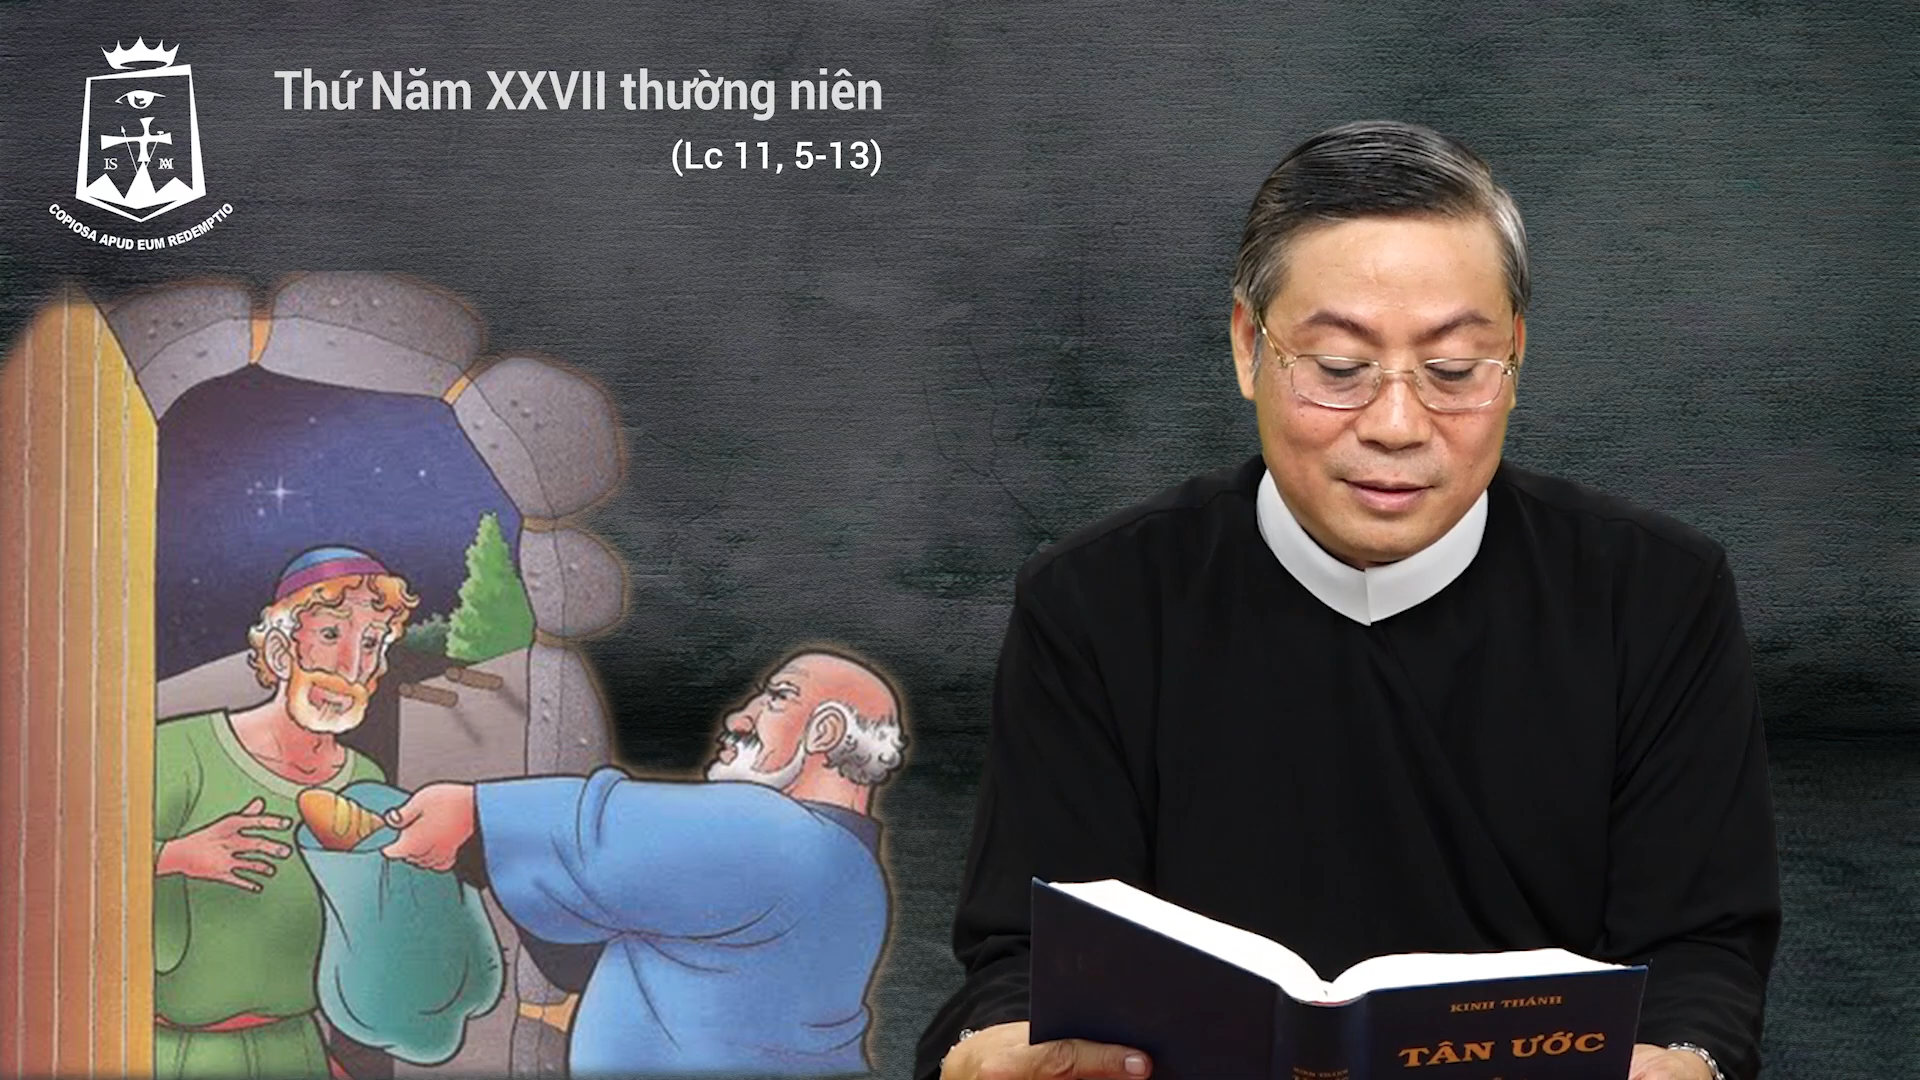 Thứ Năm XXVII thường niên
(Lc 11, 5-13)
IS
COPIOSA APUD EUM REDEMPTIO
KINH THÁNH
TÂN ƯỚC